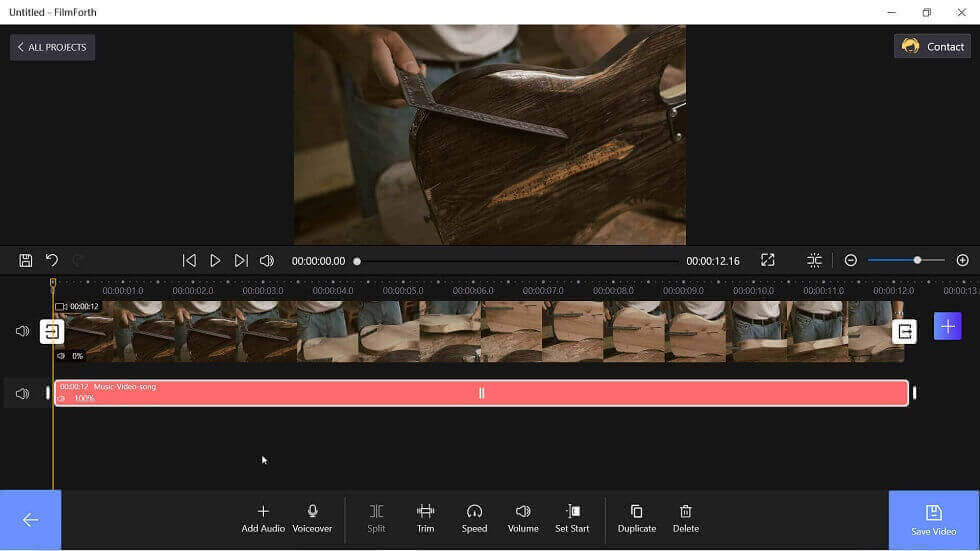 Untitled - FilmForth
ALL PROJECTS
Contact
00:00:00.00
00:00:12.16
00:00:01.0 00:00:02.0 00:00:03.0 00:00:04.0 00:00:05.0 00:00:06.0 00:00:07.0 00:00:08.0 00:00:09.0 00:00:10.0 00:00:11.0 00:00:12.0 00:00:13.
00:00:12
0%
00:00:12 Music-Video-song
100%
Add Audio Voiceover Split Trim Speed Volume Set Start Duplicate Delete
Save Video